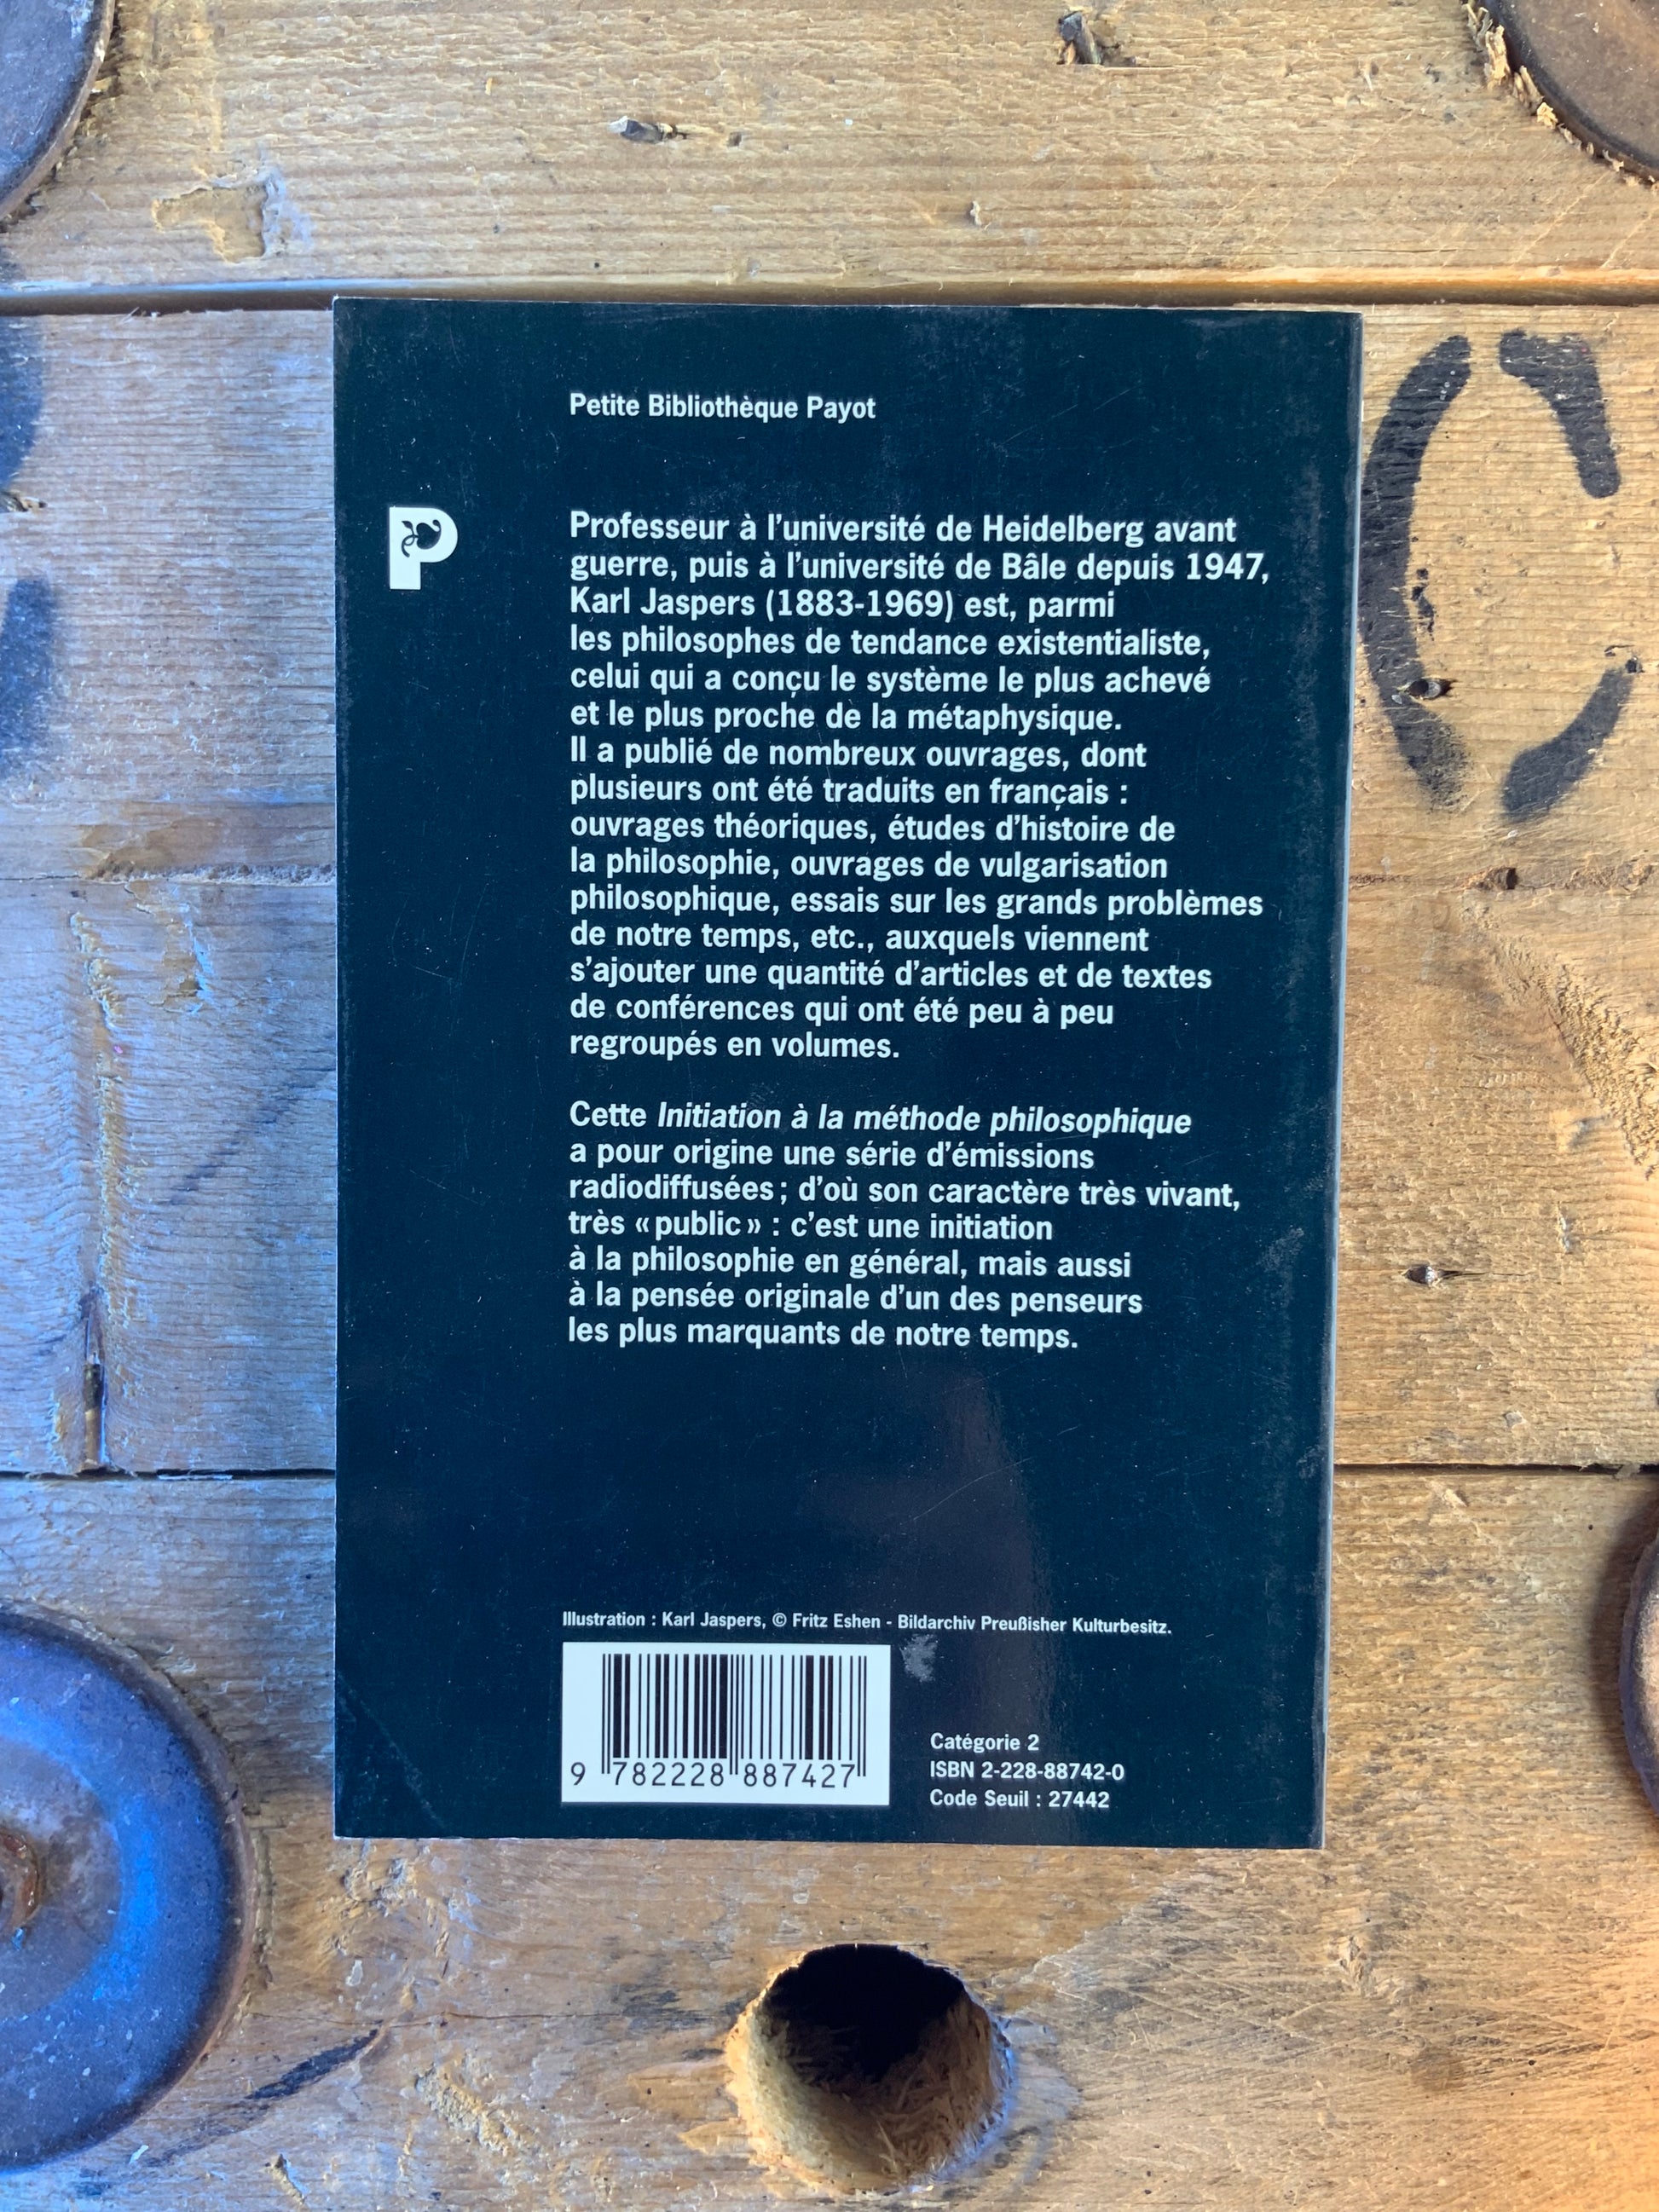 Petite Bibliothèque Payot
P
Professeur à l'université de Heidelberg avant
guerre, puis à l'université de Bâle depuis 1947,
Karl Jaspers (1883-1969) est, parmi
les philosophes de tendance existentialiste,
celui qui a conçu le système le plus achevé
et le plus proche de la métaphysique.
Il a publié de nombreux ouvrages, dont
plusieurs ont été traduits en français :
ouvrages théoriques, études d'histoire de
la philosophie, ouvrages de vulgarisation
philosophique, essais sur les grands problèmes
de notre temps, etc., auxquels viennent
s'ajouter une quantité d'articles et de textes
de conférences qui ont été peu à peu
regroupés en volumes.
Cette Initiation à la méthode philosophique
a pour origine une série d'émissions
radiodiffusées ; d'où son caractère très vivant,
très « public » : c'est une initiation
à la philosophie en général, mais aussi
à la pensée originale d'un des penseurs
les plus marquants de notre temps.
Illustration : Karl Jaspers, © Fritz Eshen - Bildarchiv Preußisher Kulturbesitz.
9 782228 887427
Catégorie 2
ISBN 2-228-88742-0
Code Seuil : 27442